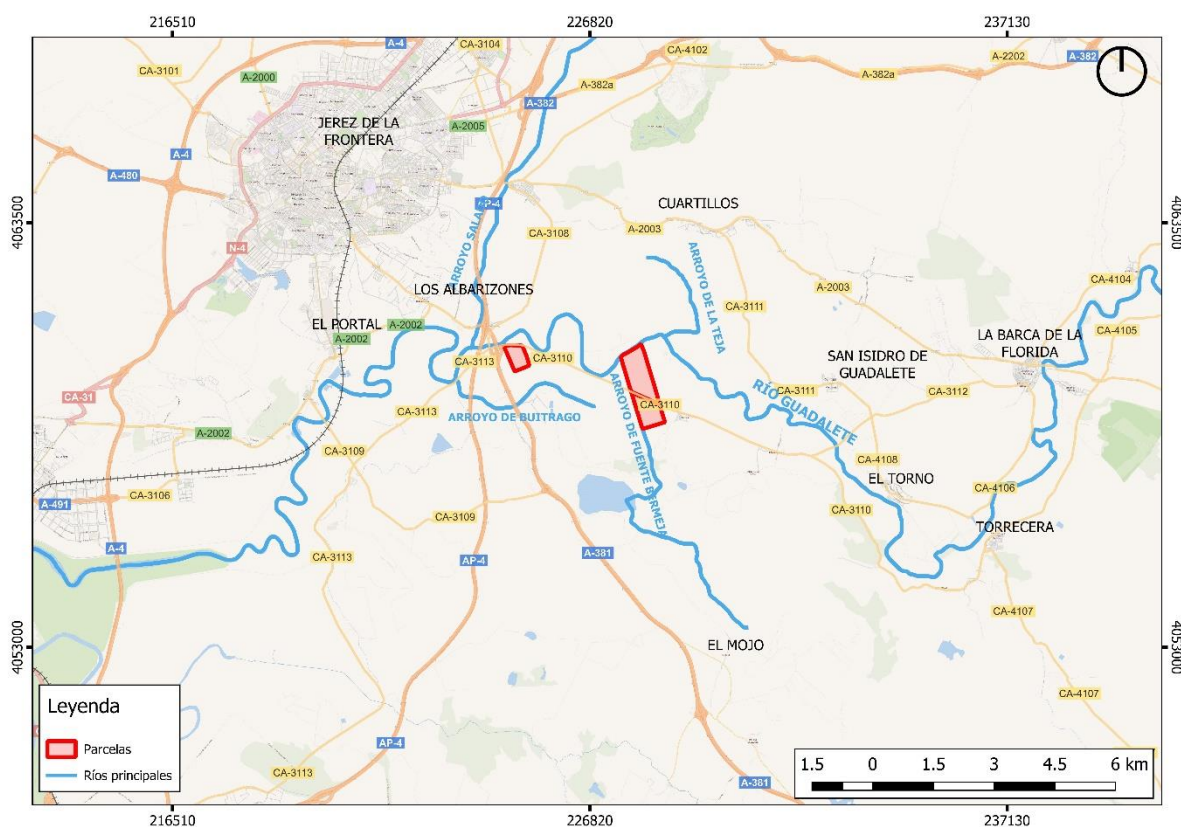 216510
226820
237130
A-4
CA-3104
CA-4102
A-2202
A-382
CA-3101
A-2000
A-382a
A-382a
A-382
JEREZ DE LA
FRONTERA
A-2005
A-4
A-480
AP-4
CUARTILLOS
4063500
4063500
A-2003
N-4
CA-3108
ARROYO SALADO
ARROYO DE LA TEJA
CA-4104
LOS ALBARIZONES
A-2003
CA-3111
CA-4105
EL PORTAL
A-2002
A-2002
LA BARCA DE LA
FLORIDA
CA-3113
CA-3110
SAN ISIDRO DE
GUADALETE
CA-3111
CA-3112
RÍO GUADALETE
CA-31
CA-3113
ARROYO DE BUITRAGO
CA-3110
ARROYO DE FUENTE BERMEJA
A-2002
CA-3109
CA-4108
EL TORNO
CA-4106
CA-3106
A-491
CA-3109
CA-3110
TORRECERA
A-4
CA-3113
AP-4
A-381
CA-4107
4053000
4053000
EL MOJO
CA-4107
Leyenda
Parcelas
Ríos principales
AP-4
CA-3113
A-381
1.5 0 1.5 3 4.5 6 km
216510
226820
237130